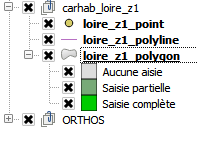 carhab_loire_z1
loire_z1_point
loire_z1_polyline
loire_z1_polygon
Aucune aisie
Saisie partielle
Saisie complète
ORTHOS